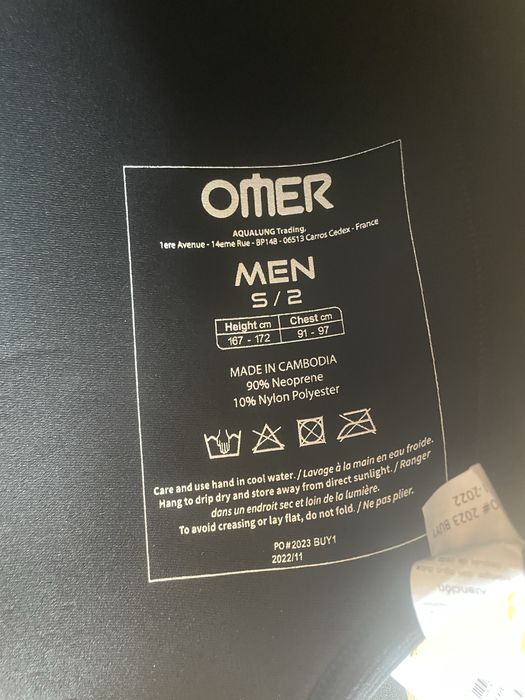 OMER
AQUALUNG Trading,
1ere Avenue - 14eme Rue - BP148 - 06513 Carros Cedex - France
MEN
S / 2
Height cm Chest cm
167 - 172 91 - 97
MADE IN CAMBODIA
90% Neoprene
10% Nylon Polyester
Care and use hand in cool water. / Lavage à la main en eau froide.
Hang to drip dry and store away from direct sunlight. / Ranger
dans un endroit sec et loin de la lumière.
To avoid creasing or lay flat, do not fold. / Ne pas plier.
PO#2023 BUY1
2022/11
O # 2023 BUY1
-2022
Atención